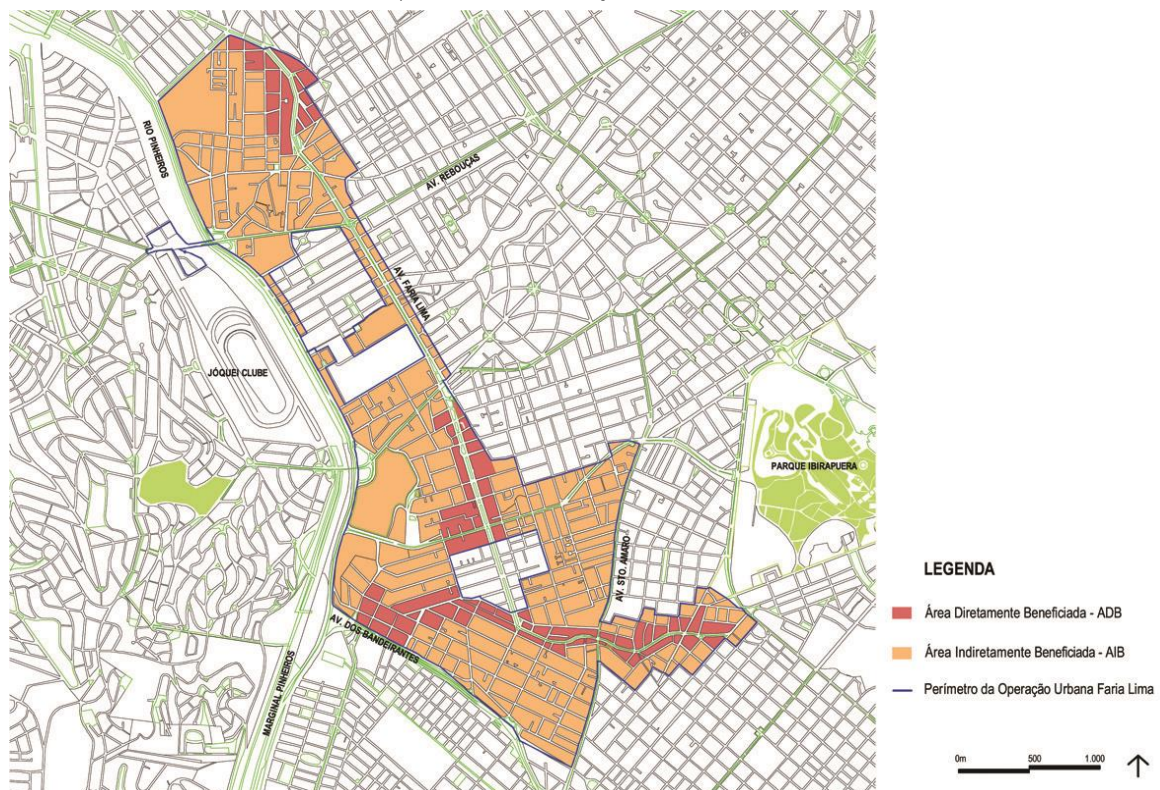 RIO PINHEIROS
AV. REBOUÇAS
AV. FARIA LIMA
JÓQUEI CLUBE
PARQUE IBIRAPUERA
AV. STO. AMARO
AV. DOS BANDEIRANTES
MARGINAL PINHEIROS
LEGENDA
Área Diretamente Beneficiada - ADB
Área Indiretamente Beneficiada - AIB
Perímetro da Operação Urbana Faria Lima
0m 500 1.000